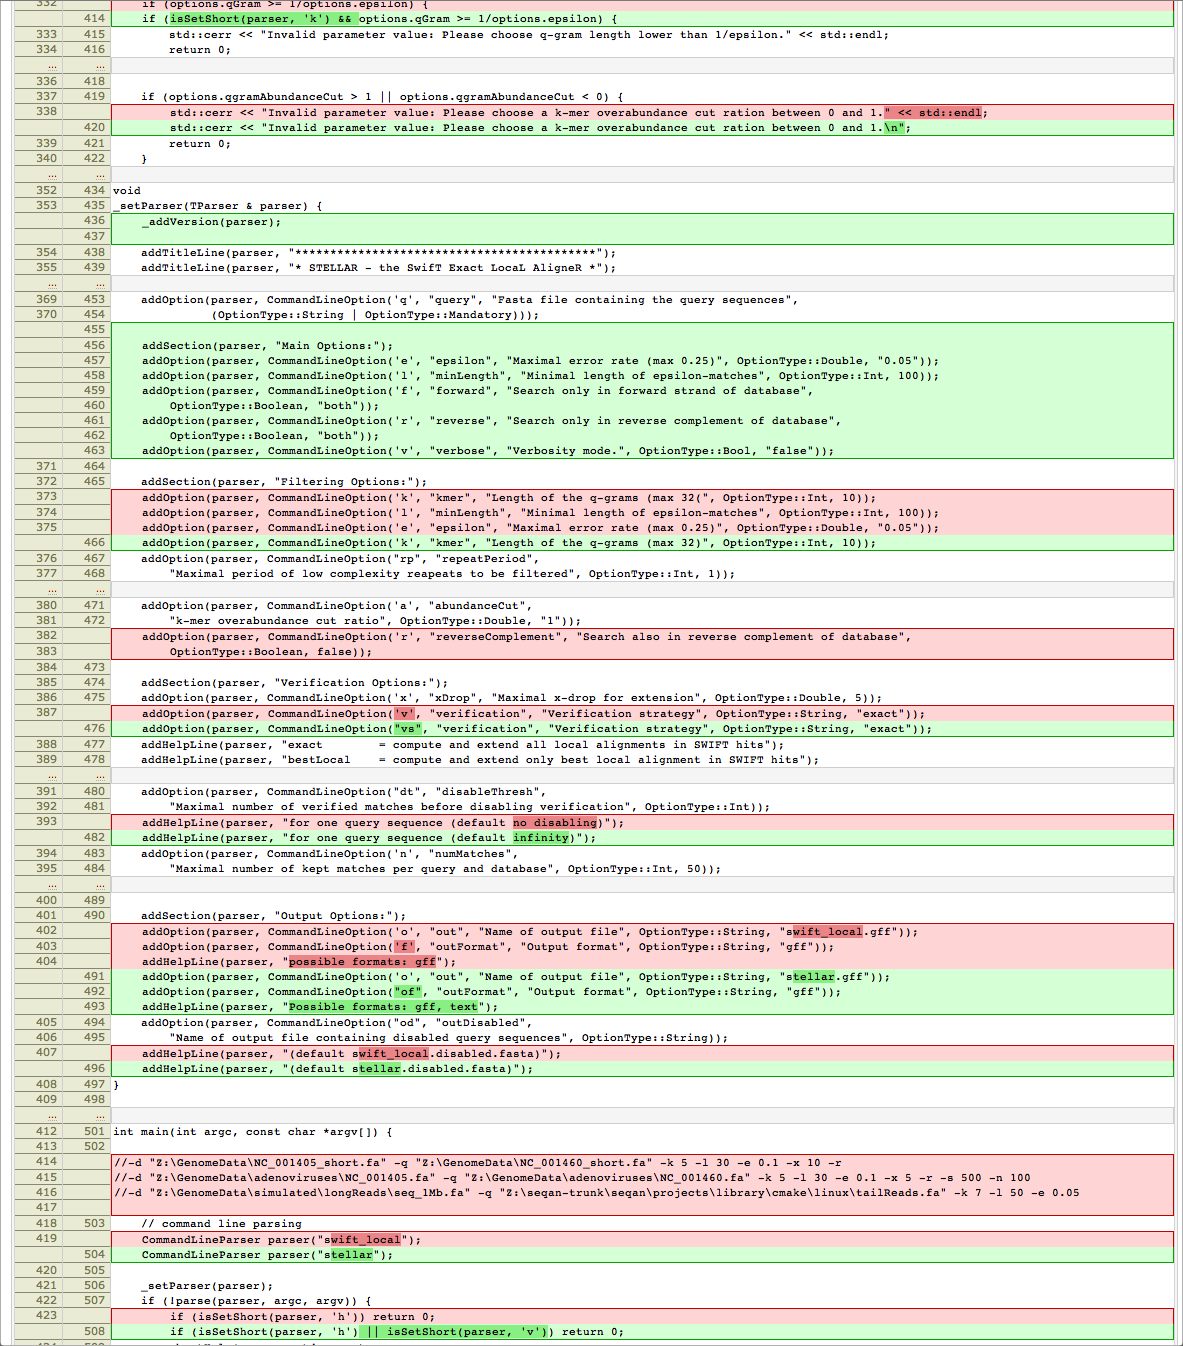 332 if (options.qGram >= 1/options.epsilon) {
414 if (isSetShort(parser, 'k') && options.qGram >= 1/options.epsilon) {
333 415 std::cerr << "Invalid parameter value: Please choose q-gram length lower than 1/epsilon." << std::endl;
334 416 return 0;
... ...
336 418
337 419 if (options.qgramAbundanceCut > 1 || options.qgramAbundanceCut < 0) {
338 std::cerr << "Invalid parameter value: Please choose a k-mer overabundance cut ration between 0 and 1." << std::endl;
420 std::cerr << "Invalid parameter value: Please choose a k-mer overabundance cut ration between 0 and 1.\n";
339 421 return 0;
340 422 }
... ...
352 434 void
353 435 _setParser(TParser & parser) {
436 _addVersion(parser);
437
354 438 addTitleLine(parser, "*******************************************");
355 439 addTitleLine(parser, "* STELLAR - the SwifT Exact LocaL AligneR *");
... ...
369 453 addOption(parser, CommandLineOption('q', "query", "Fasta file containing the query sequences",
370 454 (OptionType::String | OptionType::Mandatory)));
455
456 addSection(parser, "Main Options:");
457 addOption(parser, CommandLineOption('e', "epsilon", "Maximal error rate (max 0.25)", OptionType::Double, "0.05"));
458 addOption(parser, CommandLineOption('l', "minLength", "Minimal length of epsilon-matches", OptionType::Int, 100));
459 addOption(parser, CommandLineOption('f', "forward", "Search only in forward strand of database",
460 OptionType::Boolean, "both"));
461 addOption(parser, CommandLineOption('r', "reverse", "Search only in reverse complement of database",
462 OptionType::Boolean, "both"));
463 addOption(parser, CommandLineOption('v', "verbose", "Verbosity mode.", OptionType::Bool, "false"));
371 464
372 465 addSection(parser, "Filtering Options:");
373 addOption(parser, CommandLineOption('k', "kmer", "Length of the q-grams (max 32(", OptionType::Int, 10));
374 addOption(parser, CommandLineOption('l', "minLength", "Minimal length of epsilon-matches", OptionType::Int, 100));
375 addOption(parser, CommandLineOption('e', "epsilon", "Maximal error rate (max 0.25)", OptionType::Double, "0.05"));
466 addOption(parser, CommandLineOption('k', "kmer", "Length of the q-grams (max 32)", OptionType::Int, 10));
376 467 addOption(parser, CommandLineOption("rp", "repeatPeriod",
377 468 "Maximal period of low complexity reapeats to be filtered", OptionType::Int, 1));
... ...
380 471 addOption(parser, CommandLineOption('a', "abundanceCut",
381 472 "k-mer overabundance cut ratio", OptionType::Double, "1"));
382 addOption(parser, CommandLineOption('r', "reverseComplement", "Search also in reverse complement of database",
383 OptionType::Boolean, false));
384 473
385 474 addSection(parser, "Verification Options:");
386 475 addOption(parser, CommandLineOption('x', "xDrop", "Maximal x-drop for extension", OptionType::Double, 5));
387 addOption(parser, CommandLineOption('v', "verification", "Verification strategy", OptionType::String, "exact"));
476 addOption(parser, CommandLineOption("vs", "verification", "Verification strategy", OptionType::String, "exact"));
388 477 addHelpLine(parser, "exact = compute and extend all local alignments in SWIFT hits");
389 478 addHelpLine(parser, "bestLocal = compute and extend only best local alignment in SWIFT hits");
... ...
391 480 addOption(parser, CommandLineOption("dt", "disableThresh",
392 481 "Maximal number of verified matches before disabling verification", OptionType::Int));
393 addHelpLine(parser, "for one query sequence (default no disabling)");
482 addHelpLine(parser, "for one query sequence (default infinity)");
394 483 addOption(parser, CommandLineOption('n', "numMatches",
395 484 "Maximal number of kept matches per query and database", OptionType::Int, 50));
... ...
400 489
401 490 addSection(parser, "Output Options:");
402 addOption(parser, CommandLineOption('o', "out", "Name of output file", OptionType::String, "swift_local.gff"));
403 addOption(parser, CommandLineOption('f', "outFormat", "Output format", OptionType::String, "gff"));
404 addHelpLine(parser, "possible formats: gff");
491 addOption(parser, CommandLineOption('o', "out", "Name of output file", OptionType::String, "stellar.gff"));
492 addOption(parser, CommandLineOption("of", "outFormat", "Output format", OptionType::String, "gff"));
493 addHelpLine(parser, "Possible formats: gff, text");
405 494 addOption(parser, CommandLineOption("od", "outDisabled",
406 495 "Name of output file containing disabled query sequences", OptionType::String));
407 addHelpLine(parser, "(default swift_local.disabled.fasta)");
496 addHelpLine(parser, "(default stellar.disabled.fasta)");
408 497 }
409 498
... ...
412 501 int main(int argc, const char *argv[]) {
413 502
414 //-d "Z:\GenomeData\NC_001405_short.fa" -q "Z:\GenomeData\NC_001460_short.fa" -k 5 -l 30 -e 0.1 -x 10 -r
415 //-d "Z:\GenomeData\adenoviruses\NC_001405.fa" -q "Z:\GenomeData\adenoviruses\NC_001460.fa" -k 5 -l 30 -e 0.1 -x 5 -r -s 500 -n 100
416 //-d "Z:\GenomeData\simulated\longReads\seq_1Mb.fa" -q "Z:\seqan-trunk\seqan\projects\library\cmake\linux\tailReads.fa" -k 7 -l 50 -e 0.05
417
418 503 // command line parsing
419 CommandLineParser parser("swift_local");
504 CommandLineParser parser("stellar");
420 505
421 506 _setParser(parser);
422 507 if (!parse(parser, argc, argv)) {
423 if (isSetShort(parser, 'h')) return 0;
508 if (isSetShort(parser, 'h') || isSetShort(parser, 'v')) return 0;